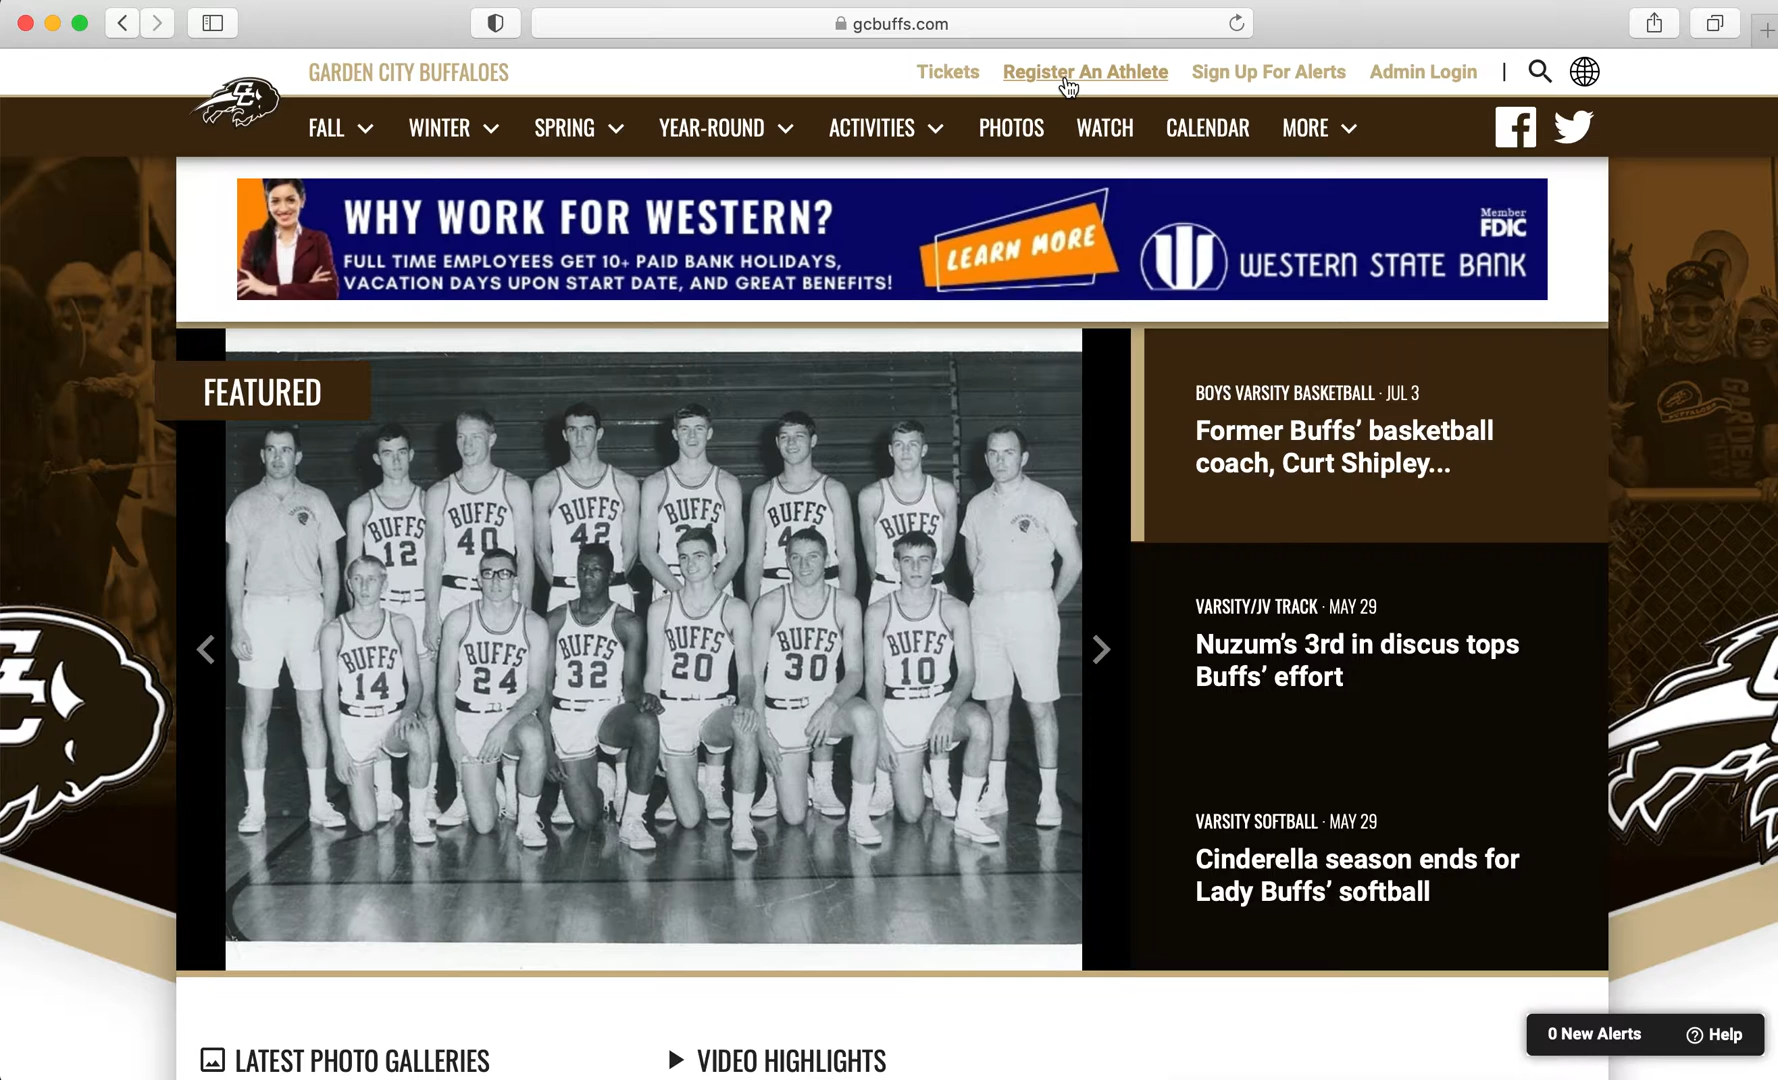 gcbuffs.com
GARDEN CITY BUFFALOES
Tickets
Register An Athlete
Sign Up For Alerts
Admin Login
GC
FALL
WINTER
SPRING
YEAR-ROUND
ACTIVITIES
PHOTOS
WATCH
CALENDAR
MORE
WHY WORK FOR WESTERN?
FULL TIME EMPLOYEES GET 10+ PAID BANK HOLIDAYS,
VACATION DAYS UPON START DATE, AND GREAT BENEFITS!
LEARN MORE
WESTERN STATE BANK
Member
FDIC
FEATURED
BUFFS
12
BUFFS
40
BUFFS
42
BUFFS
BUFFS
BUFFS
BUFFS
14
BUFFS
24
BUFFS
32
BUFFS
20
BUFFS
30
BUFFS
10
BOYS VARSITY BASKETBALL · JUL 3
Former Buffs’ basketball
coach, Curt Shipley...
VARSITY/JV TRACK · MAY 29
Nuzum’s 3rd in discus tops
Buffs’ effort
VARSITY SOFTBALL · MAY 29
Cinderella season ends for
Lady Buffs’ softball
LATEST PHOTO GALLERIES
VIDEO HIGHLIGHTS
0 New Alerts
Help